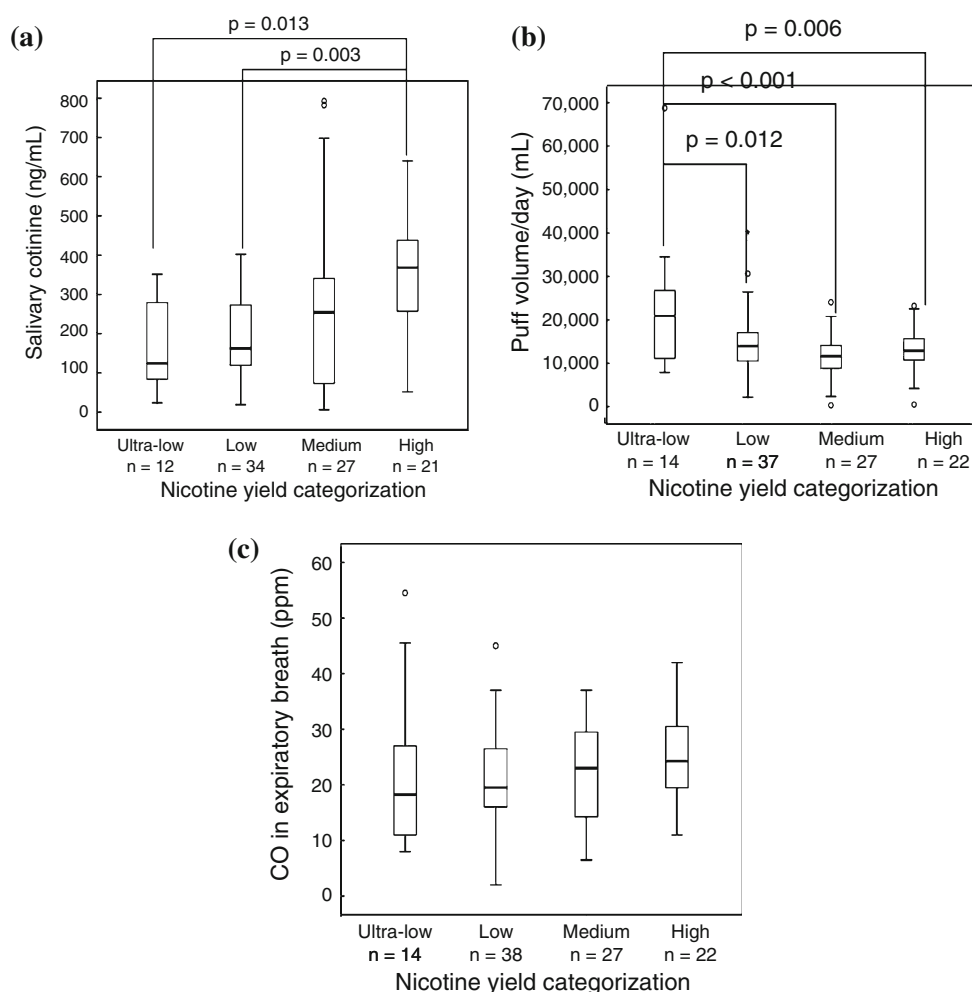 (a)
p = 0.013
p = 0.003
Salivary cotinine (ng/mL)
800
700
600
500
400
300
200
100
0
Ultra-low Low Medium High
n = 12 n = 34 n = 27 n = 21
Nicotine yield categorization
(b)
p = 0.006
p < 0.001
p = 0.012
Puff volume/day (mL)
70,000
60,000
50,000
40,000
30,000
20,000
10,000
0
Ultra-low Low Medium High
n = 14 n = 37 n = 27 n = 22
Nicotine yield categorization
(c)
CO in expiratory breath (ppm)
60
50
40
30
20
10
0
Ultra-low Low Medium High
n = 14 n = 38 n = 27 n = 22
Nicotine yield categorization